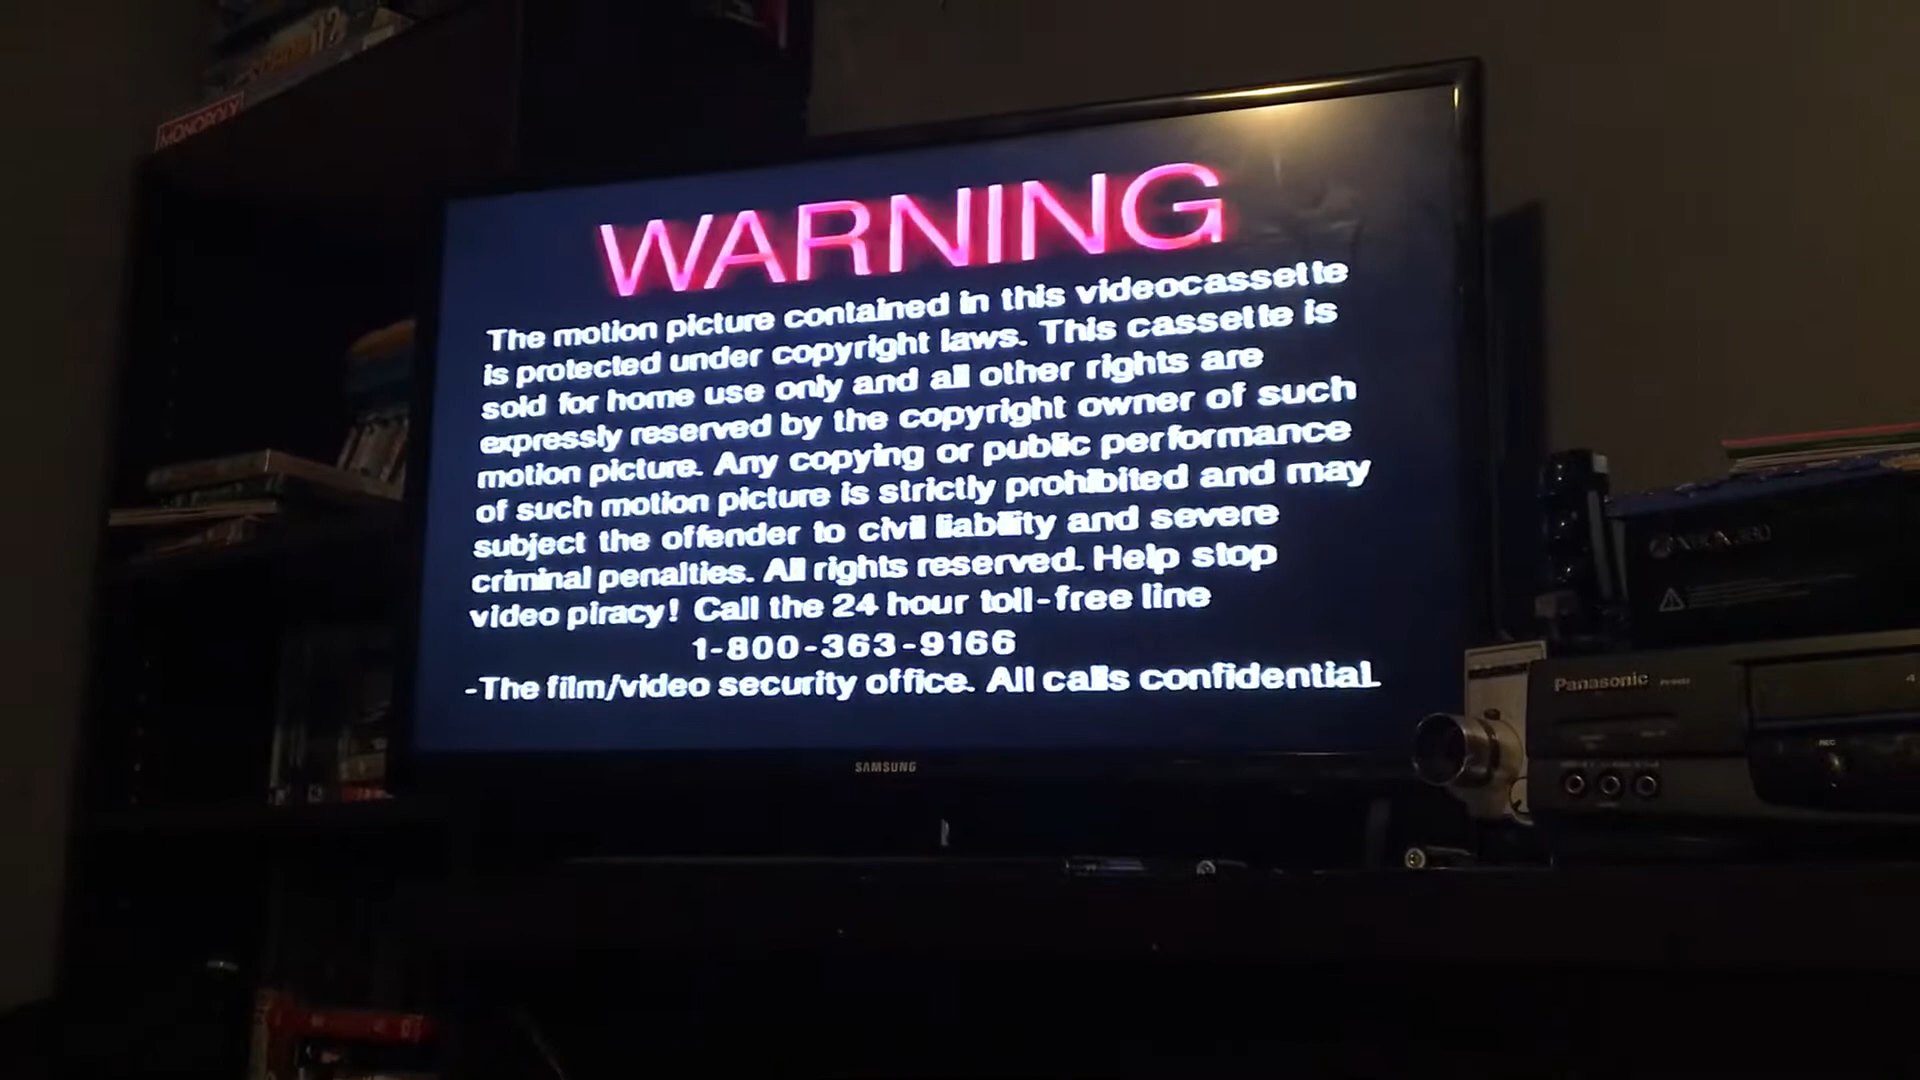 MONOPOLY
WARNING
The motion picture contained in this videocassette
is protected under copyright laws. This cassette is
sold for home use only and all other rights are
expressly reserved by the copyright owner of such
motion picture. Any copying or public performance
of such motion picture is strictly prohibited and may
subject the offender to civil liability and severe
criminal penalties. All rights reserved. Help stop
video piracy! Call the 24 hour toll-free line
1-800-363-9166
-The film/video security office. All calls confidential.
SAMSUNG
XBOX 360
Panasonic
4
REC